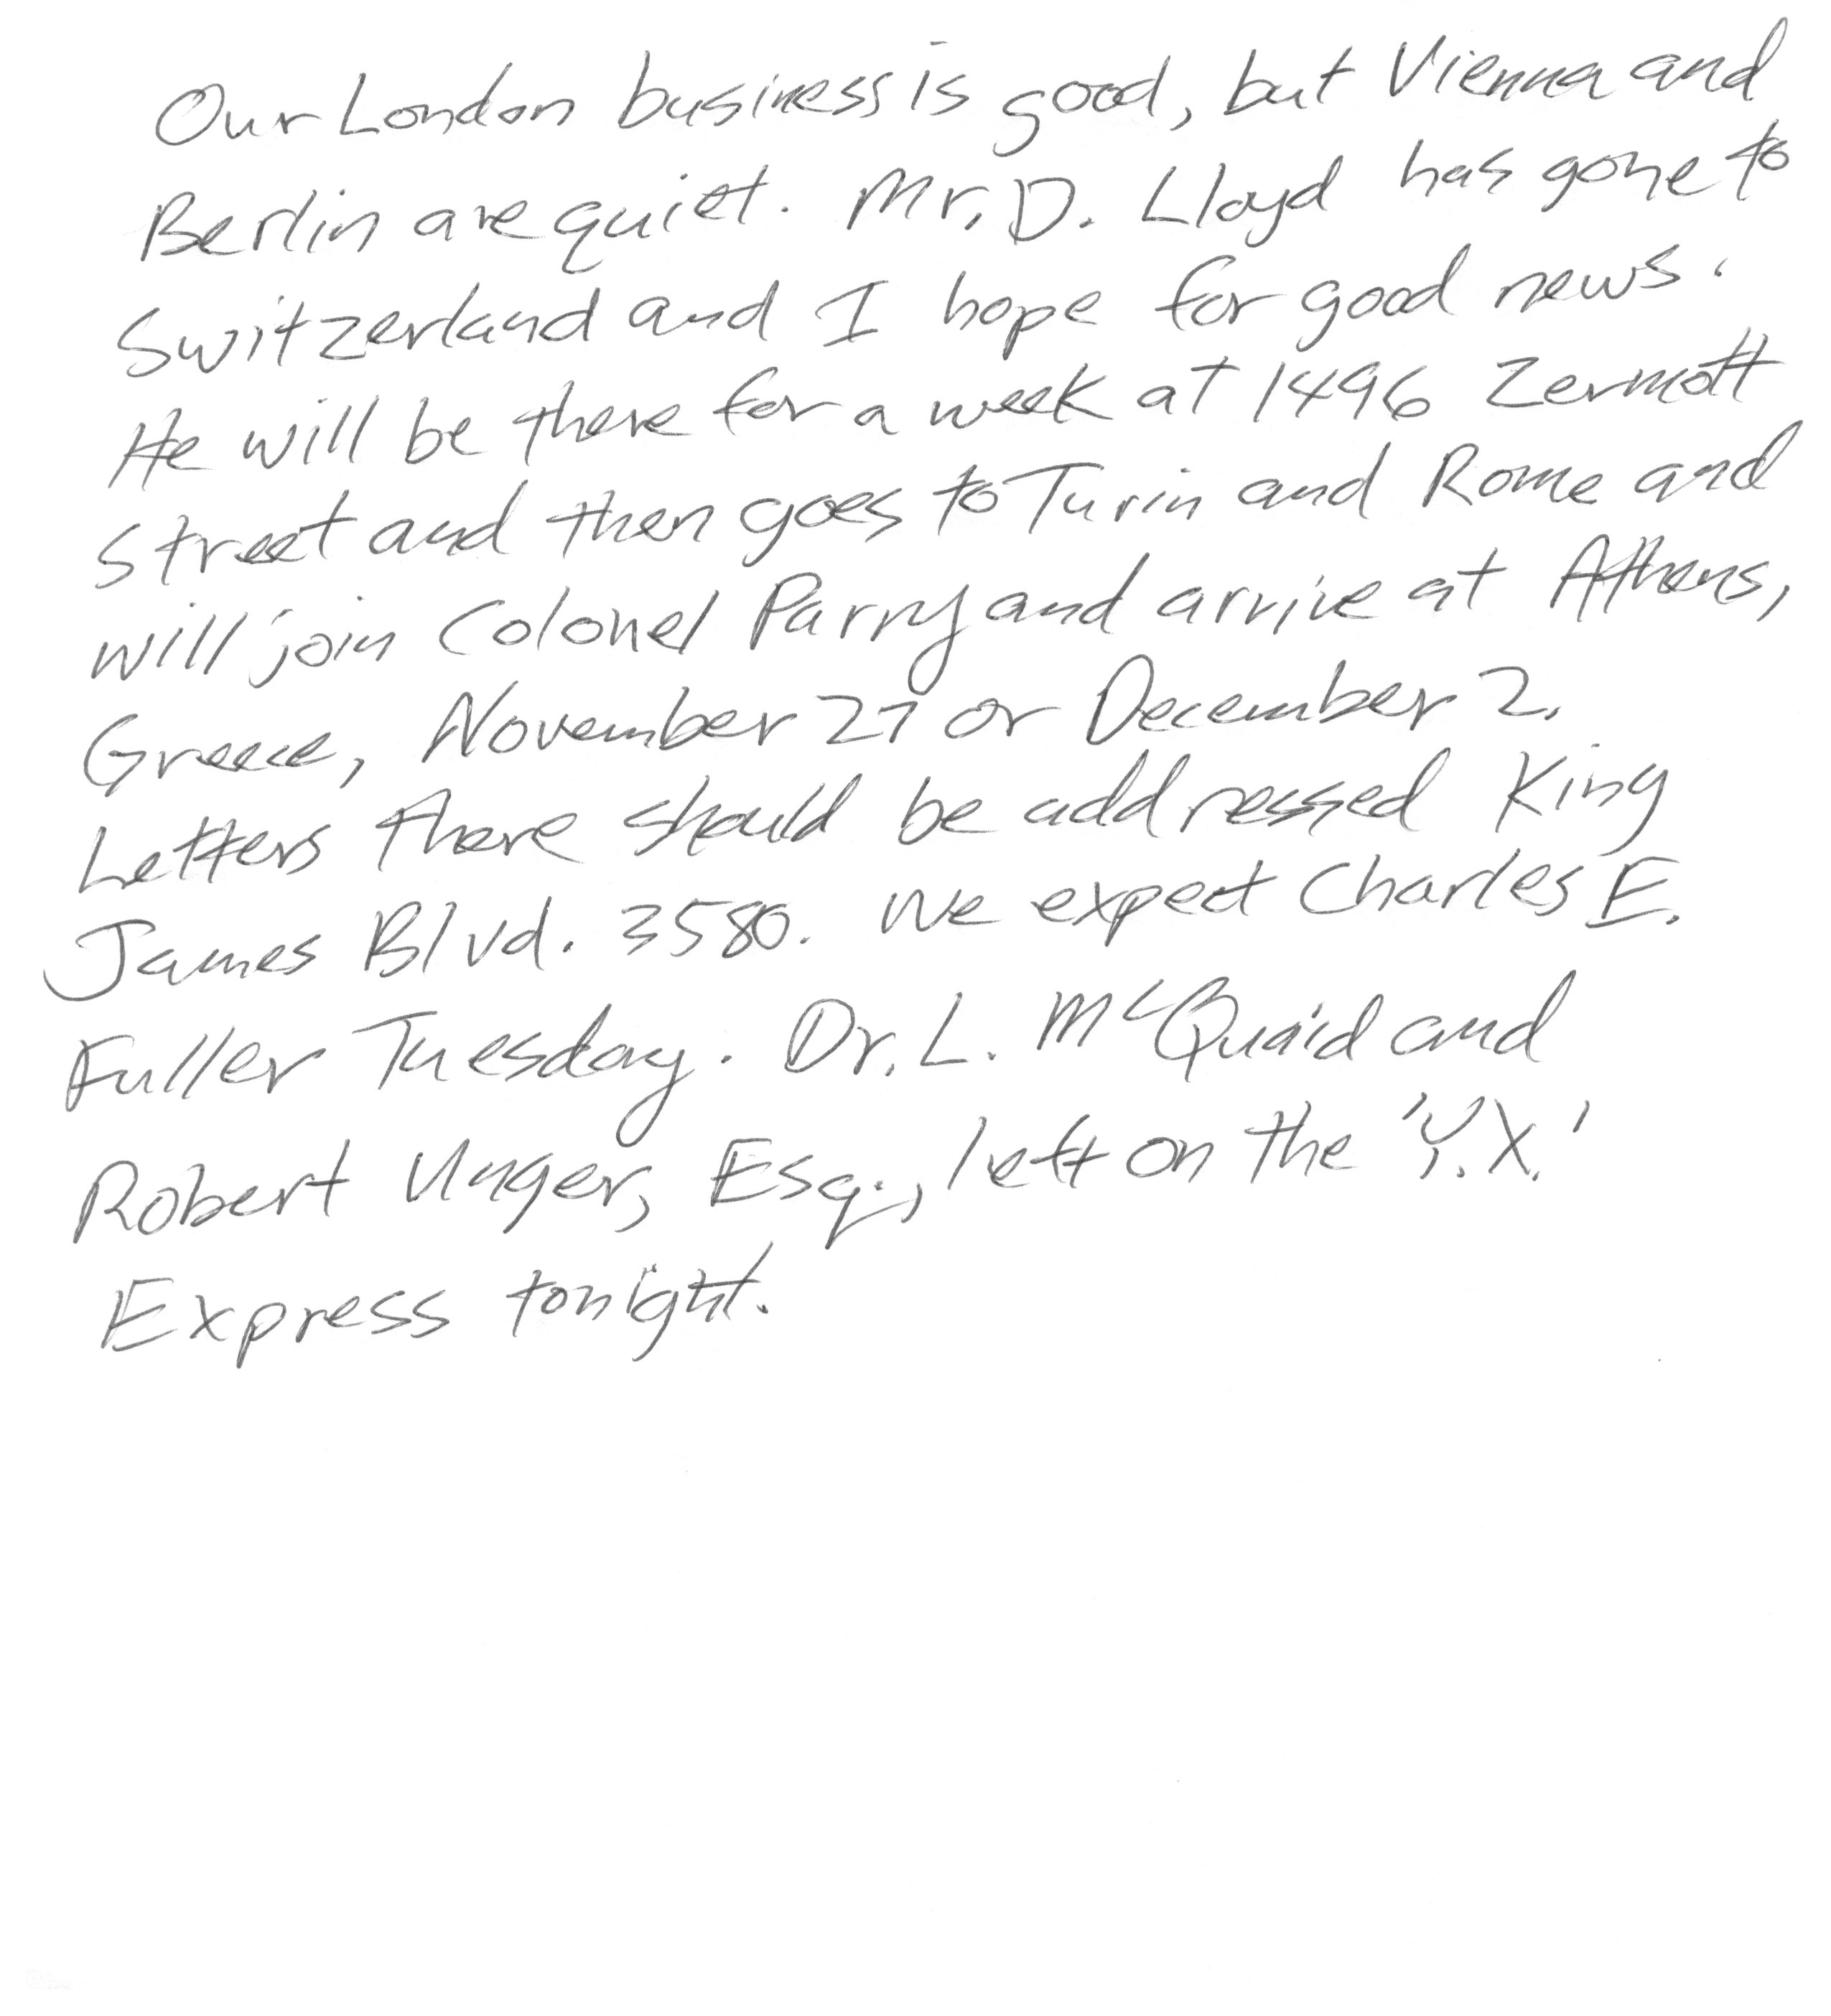 Our London business is good, but Vienna and
Berlin are quiet. Mr. D. Lloyd has gone to
Switzerland and I hope for good news.
He will be there for a week at 1496 Zermott
street and then goes to Turin and Rome and
will join Colonel Parry and arrive at Athens,
Greece, November 27 or December 2.
Letters there should be addressed King
James Blvd. 3580. We expect Charles E.
Fuller Tuesday. Dr. L. McQuaid and
Robert Unger, Esq., left on the 'Y.X.'
Express tonight.